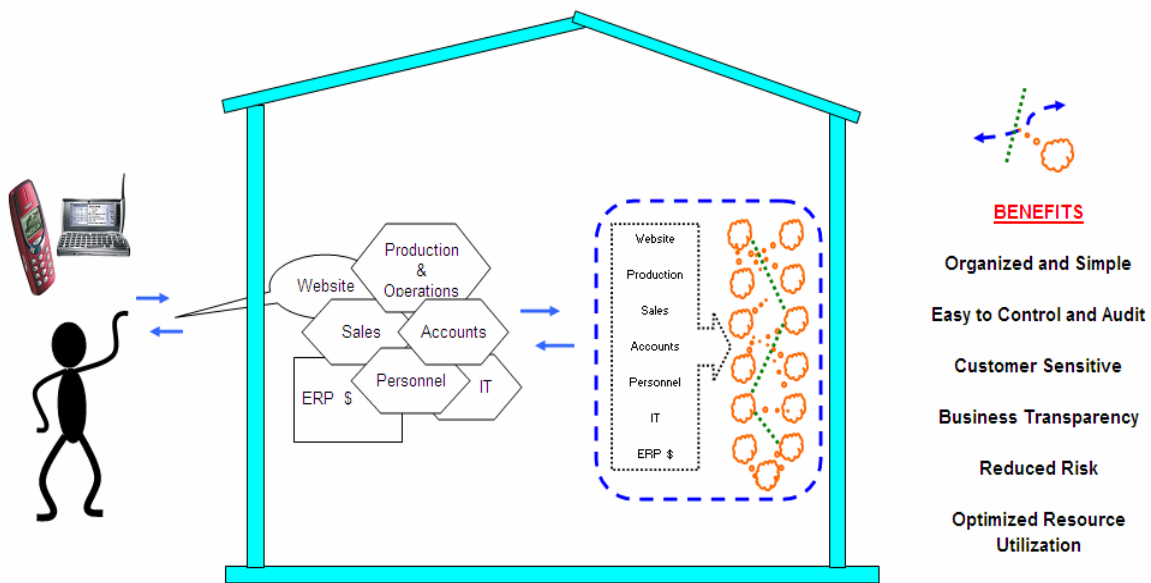 Website
Production
&
Operations
Sales
Accounts
Personnel
IT
ERP $
Website
Production
Sales
Accounts
Personnel
IT
ERP $
BENEFITS
Organized and Simple
Easy to Control and Audit
Customer Sensitive
Business Transparency
Reduced Risk
Optimized Resource
Utilization